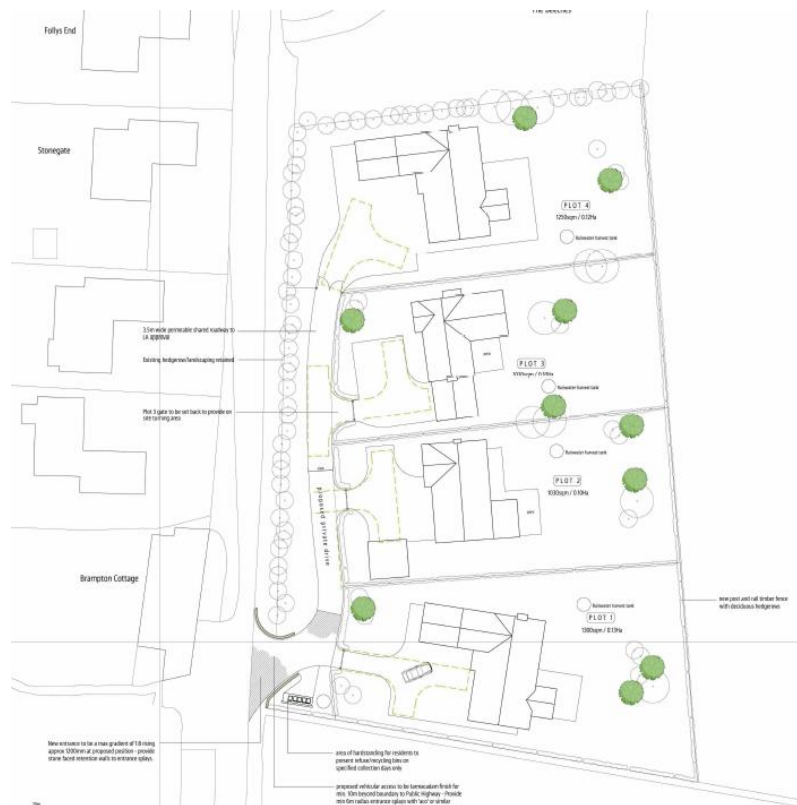 The Beeches
Follys End
Stonegate
PLOT 4
1250sqm / 0.12Ha
Rainwater harvest tank
3.5m wide permeable shared roadway to
LA approval
Existing hedgerow/landscaping retained
PLOT 3
Rainwater harvest tank
Plot 3 gate to be set back to provide on
site turning area
Rainwater harvest tank
PLOT 2
1030sqm / 0.10Ha
proposed private drive
Brampton Cottage
Rainwater harvest tank
PLOT 1
1300sqm / 0.13Ha
new post and rail timber fence
with deciduous hedgerows
New entrance to be a max gradient of 1:8 rising
approx 1200mm at proposed position - provide
stone faced retention walls to entrance splays.
area of hardstanding for residents to
present refuse/recycling bins on
specified collection days only
proposed vehicular access to be tarmacadam finish for
min. 10m beyond boundary to Public Highway - Provide
min 6m radius entrance splays with 'aco' or similar